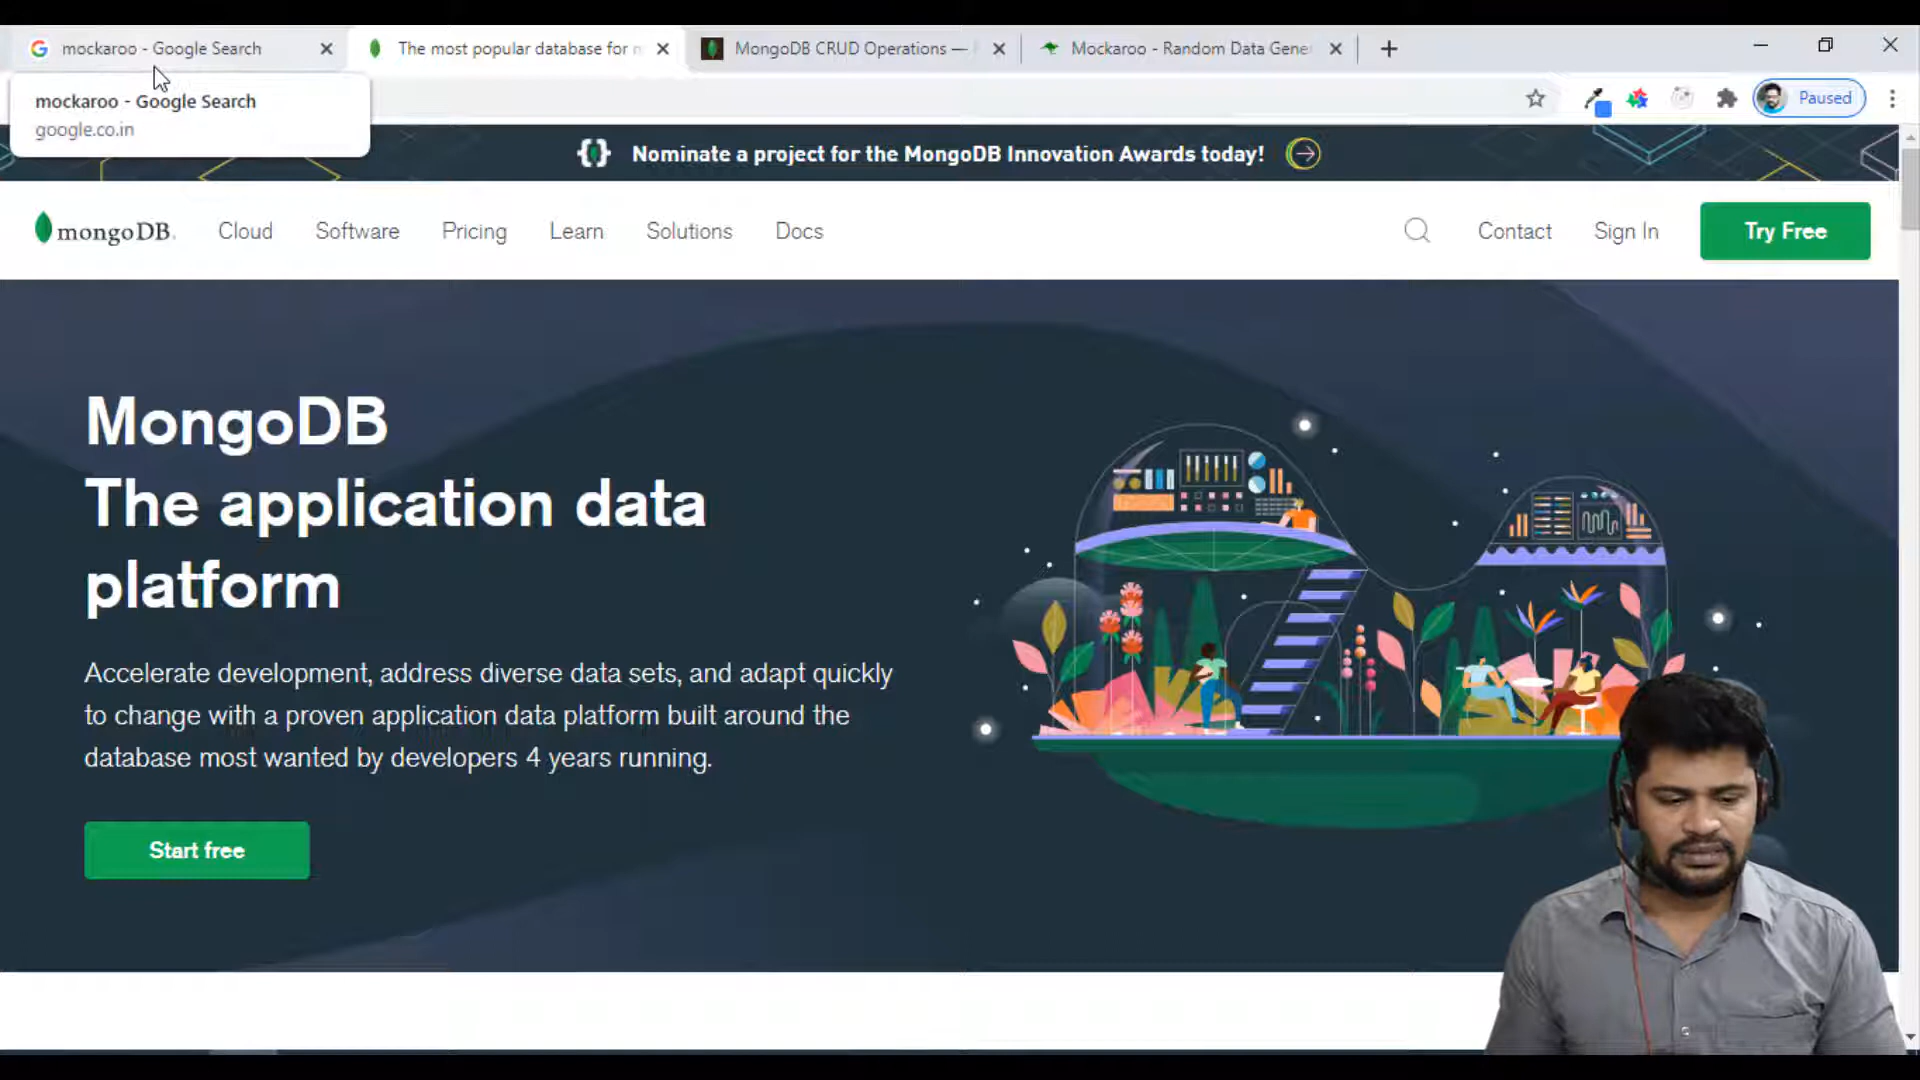 mockaroo - Google Search
The most popular database for m
MongoDB CRUD Operations —
Mockaroo - Random Data Gene
mockaroo - Google Search
google.co.in
Paused
Nominate a project for the MongoDB Innovation Awards today!
mongoDB.
Cloud
Software
Pricing
Learn
Solutions
Docs
Contact
Sign In
Try Free
MongoDB
The application data
platform
Accelerate development, address diverse data sets, and adapt quickly
to change with a proven application data platform built around the
database most wanted by developers 4 years running.
Start free